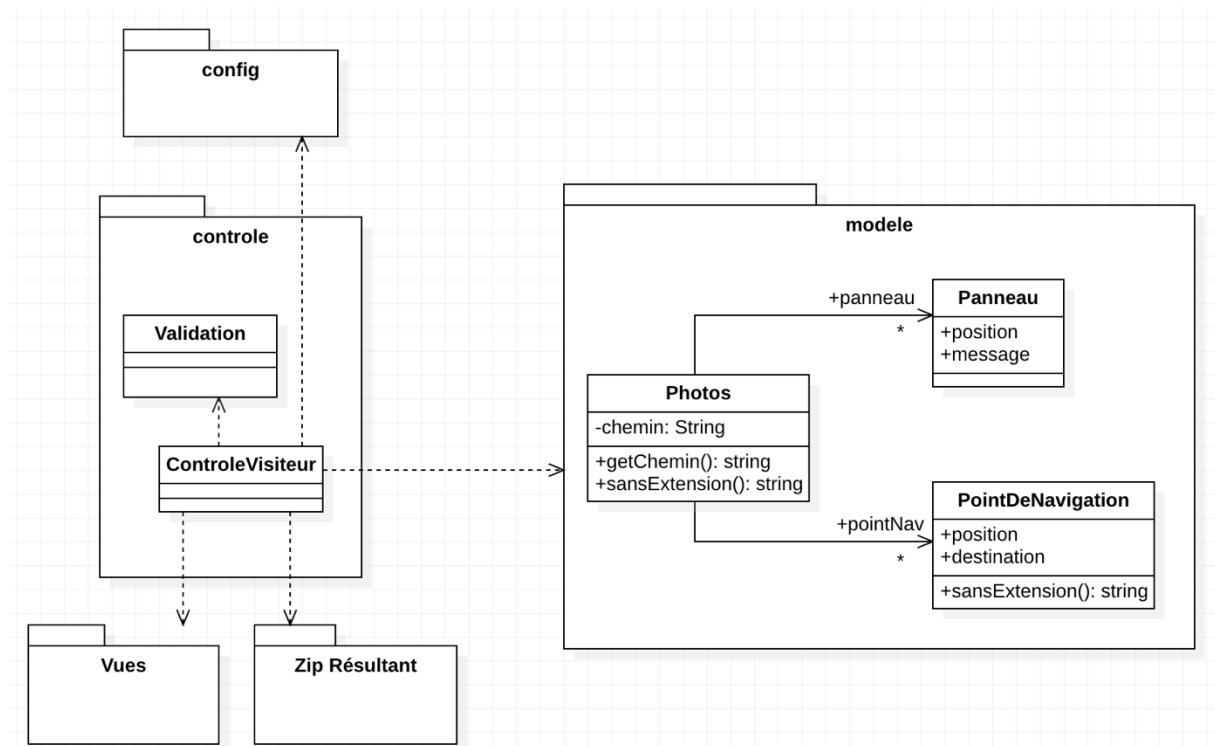 config
controle
Validation
ControleVisiteur
Vues
Zip Résultant
modele
+panneau
*
Panneau
+position
+message
Photos
-chemin: String
+getChemin(): string
+sansExtension(): string
+pointNav
*
PointDeNavigation
+position
+destination
+sansExtension(): string